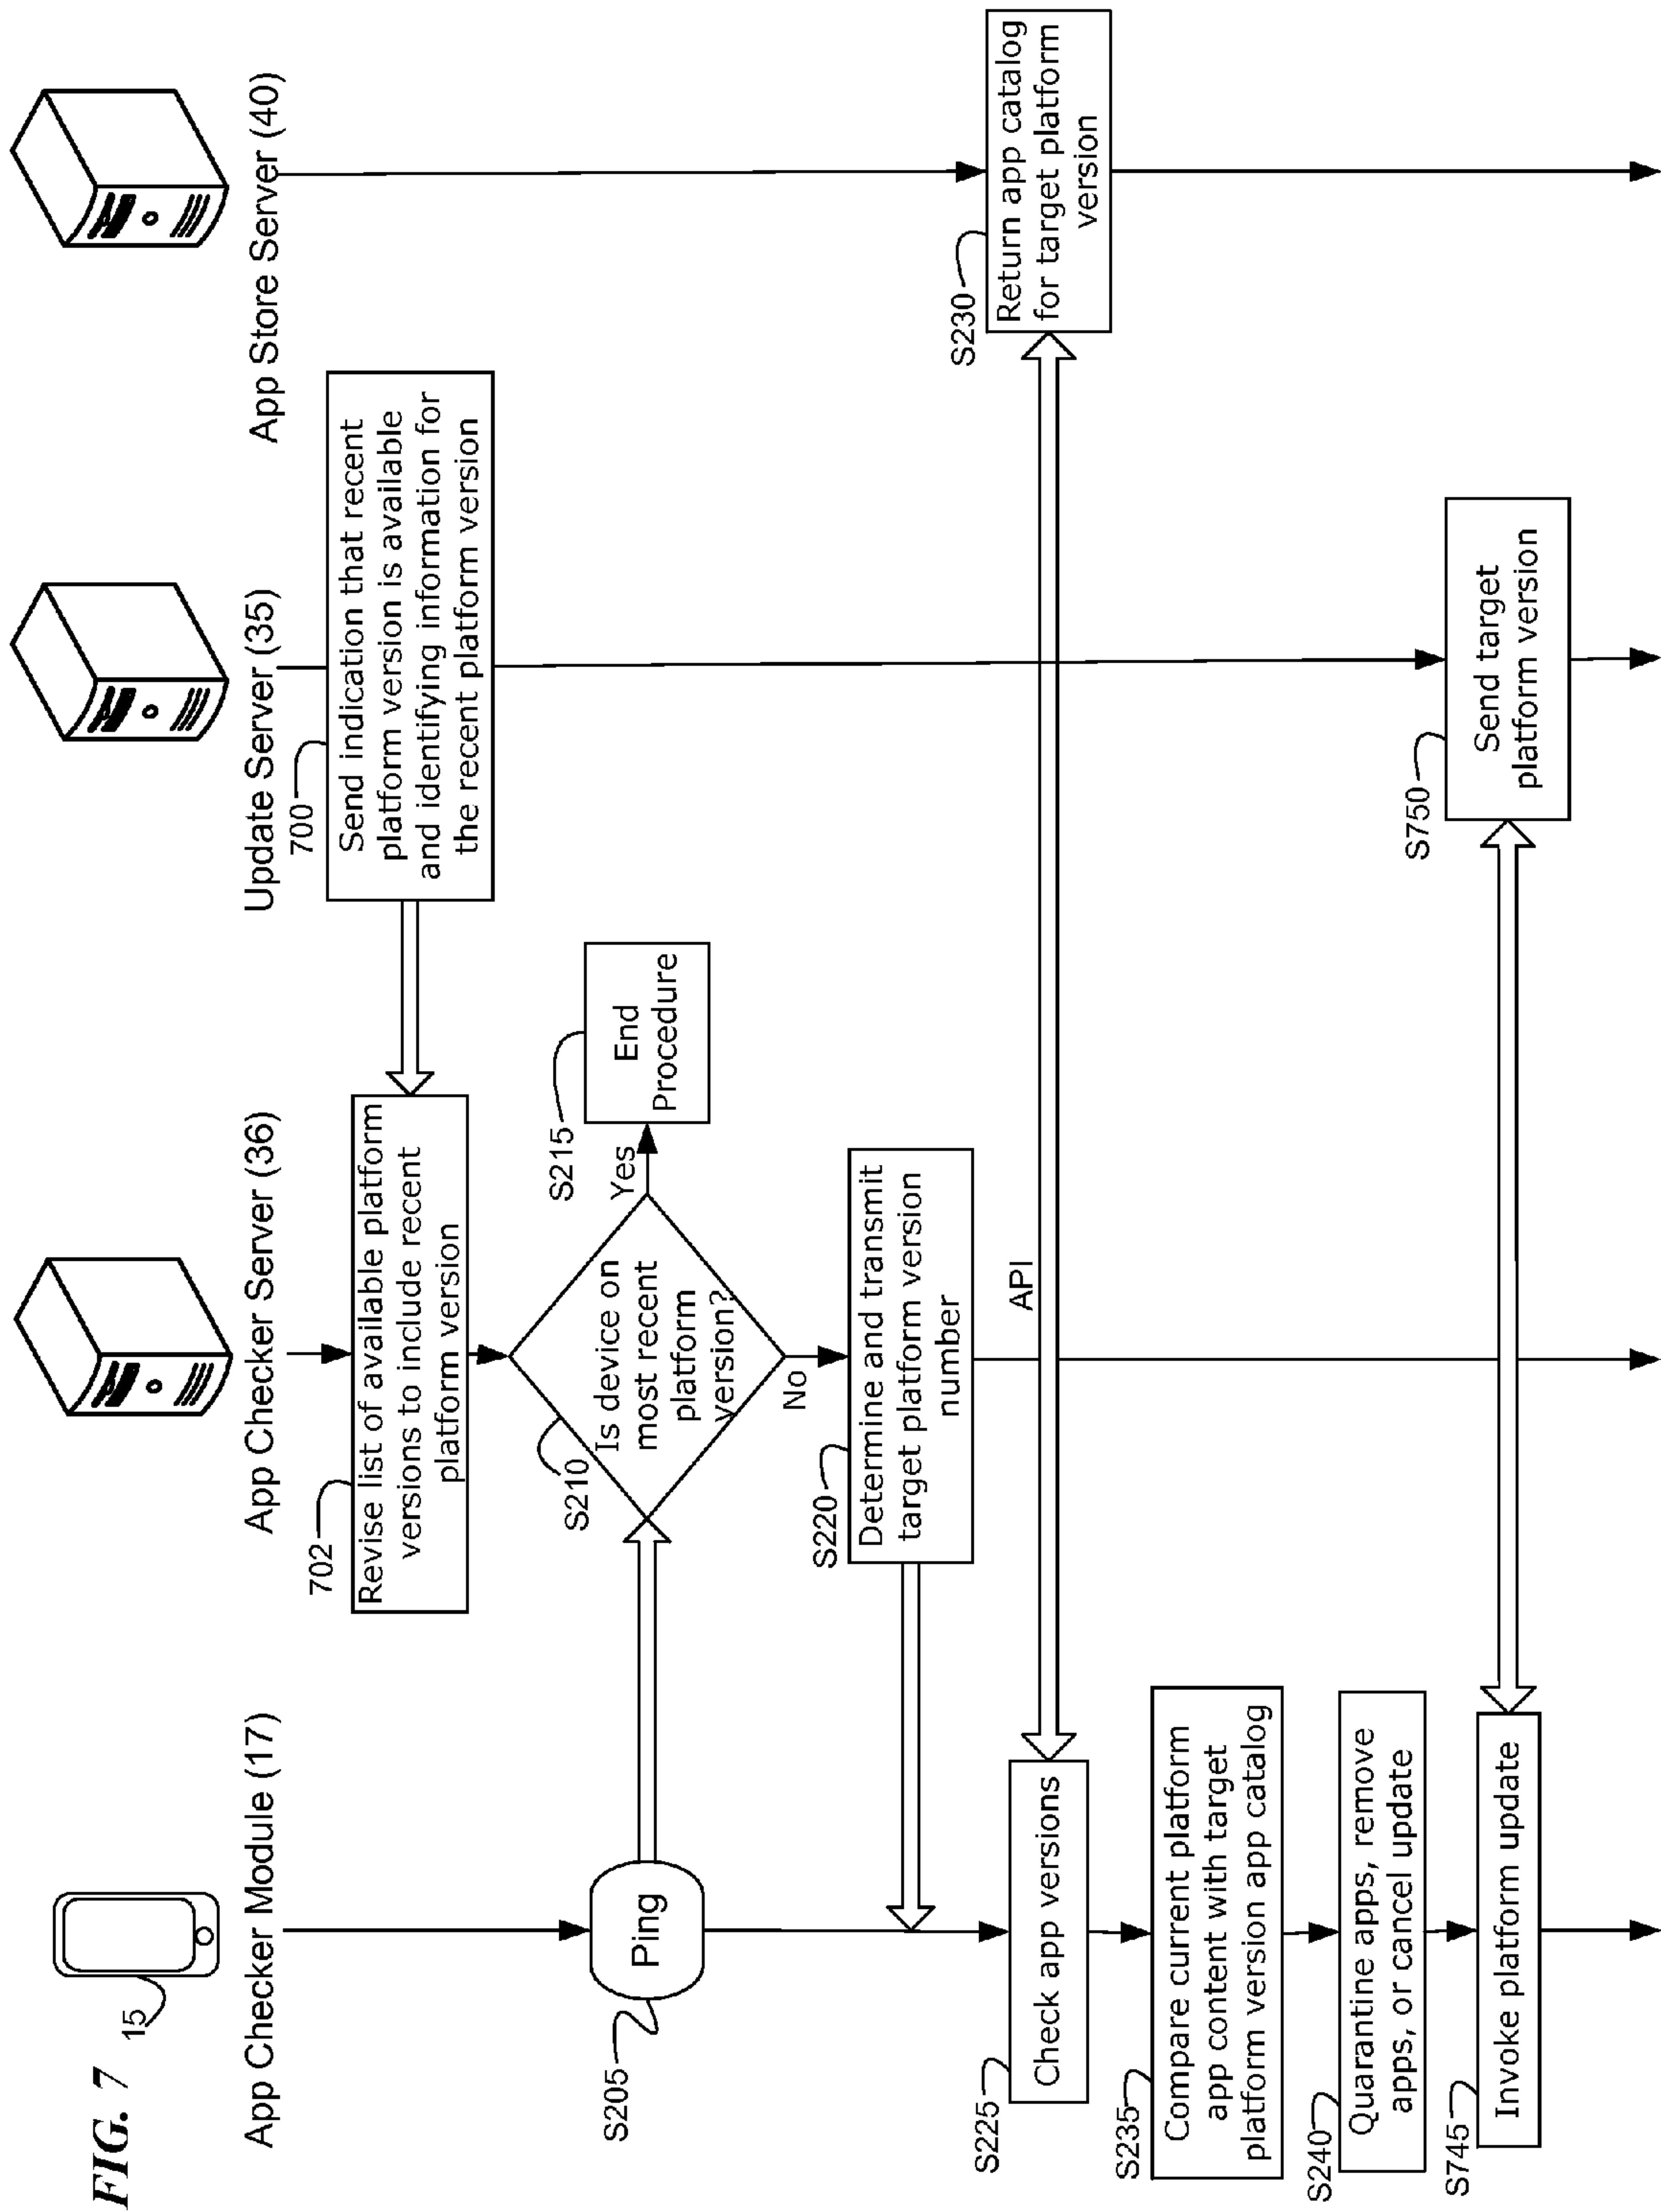 FIG. 7
15
App Checker Module (17)
App Checker Server (36)
Update Server (35)
App Store Server (40)
700
Send indication that recent
platform version is available
and identifying information for
the recent platform version
702
Revise list of available platform
versions to include recent
platform version
S205
Ping
S210
Is device on
most recent
platform
version?
Yes
S215
End
Procedure
No
S220
Determine and transmit
target platform version
number
S225
Check app versions
API
S230
Return app catalog
for target platform
version
S235
Compare current platform
app content with target
platform version app catalog
S240
Quarantine apps, remove
apps, or cancel update
S745
Invoke platform update
S750
Send target
platform version